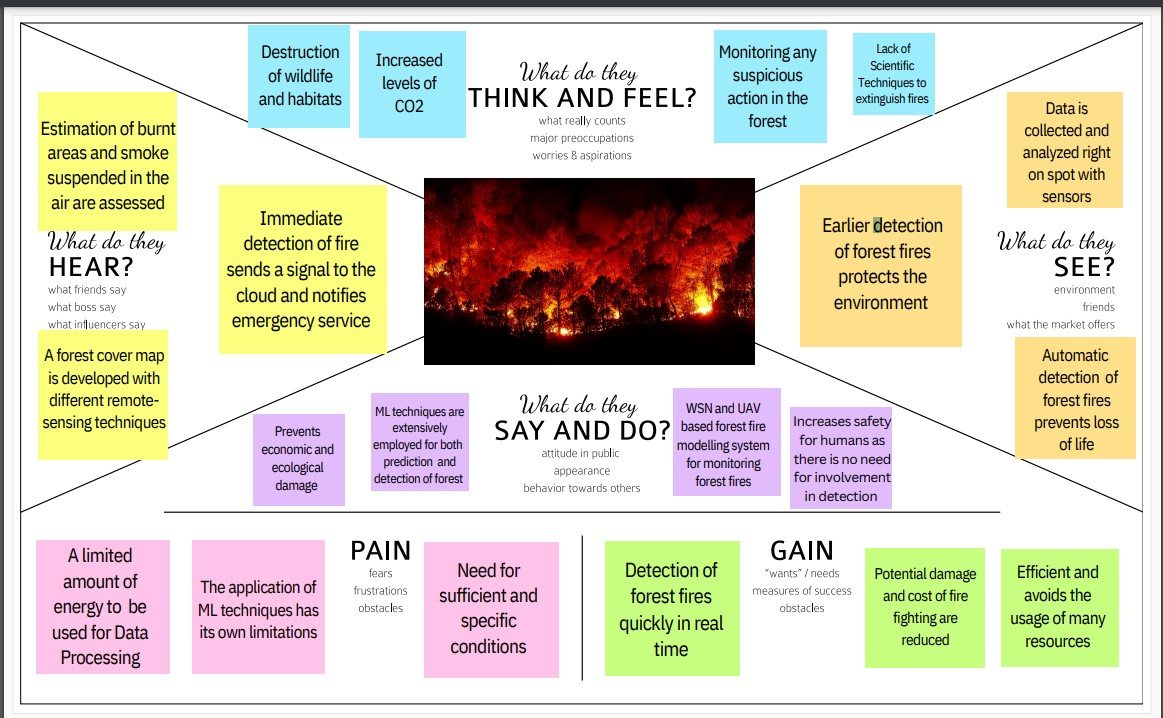 Destruction
of wildlife
and habitats
Increased
levels of
CO2
What do they
THINK AND FEEL?
what really counts
major preoccupations
worries & aspirations
Monitoring any
suspicious
action in the
forest
Lack of
Scientific
Techniques to
extinguish fires
Estimation of burnt
areas and smoke
suspended in the
air are assessed
What do they
HEAR?
what friends say
what boss say
what influencers say
A forest cover map
is developed with
different remote-
sensing techniques
Immediate
detection of fire
sends a signal to the
cloud and notifies
emergency service
Earlier detection
of forest fires
protects the
environment
Data is
collected and
analyzed right
on spot with
sensors
What do they
SEE?
environment
friends
what the market offers
Automatic
detection of
forest fires
prevents loss
of life
Prevents
economic and
ecological
damage
ML techniques are
extensively
employed for both
prediction and
detection of forest
What do they
SAY AND DO?
attitude in public
appearance
behavior towards others
WSN and UAV
based forest fire
modelling system
for monitoring
forest fires
Increases safety
for humans as
there is no need
for involvement
in detection
A limited
amount of
energy to be
used for Data
Processing
The application of
ML techniques has
its own limitations
PAIN
fears
frustrations
obstacles
Need for
sufficient and
specific
conditions
Detection of
forest fires
quickly in real
time
GAIN
"wants" / needs
measures of success
obstacles
Potential damage
and cost of fire
fighting are
reduced
Efficient and
avoids the
usage of many
resources